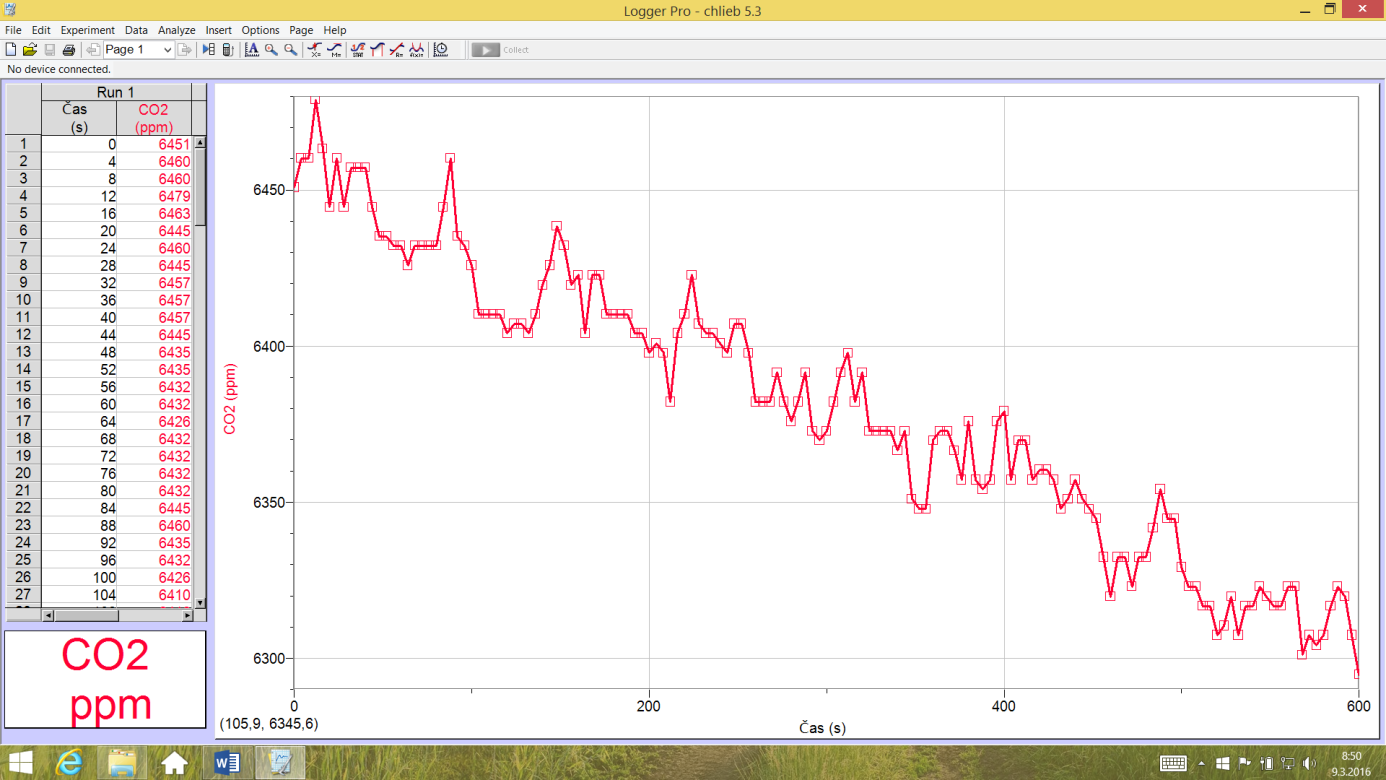 Logger Pro - chlieb 5.3
File Edit Experiment Data Analyze Insert Options Page Help
Page 1
Collect
No device connected.
Run 1
Čas CO2
(s) (ppm)
1 0 6451
2 4 6460
3 8 6460
4 12 6479
5 16 6463
6 20 6445
7 24 6460
8 28 6445
9 32 6457
10 36 6457
11 40 6457
12 44 6445
13 48 6435
14 52 6435
15 56 6432
16 60 6432
17 64 6426
18 68 6432
19 72 6432
20 76 6432
21 80 6432
22 84 6445
23 88 6460
24 92 6435
25 96 6432
26 100 6426
27 104 6410
CO2
ppm
CO2 (ppm)
6450
6400
6350
6300
0 200 400 600
(105,9, 6345,6)
Čas (s)
8:50
9.3.2016